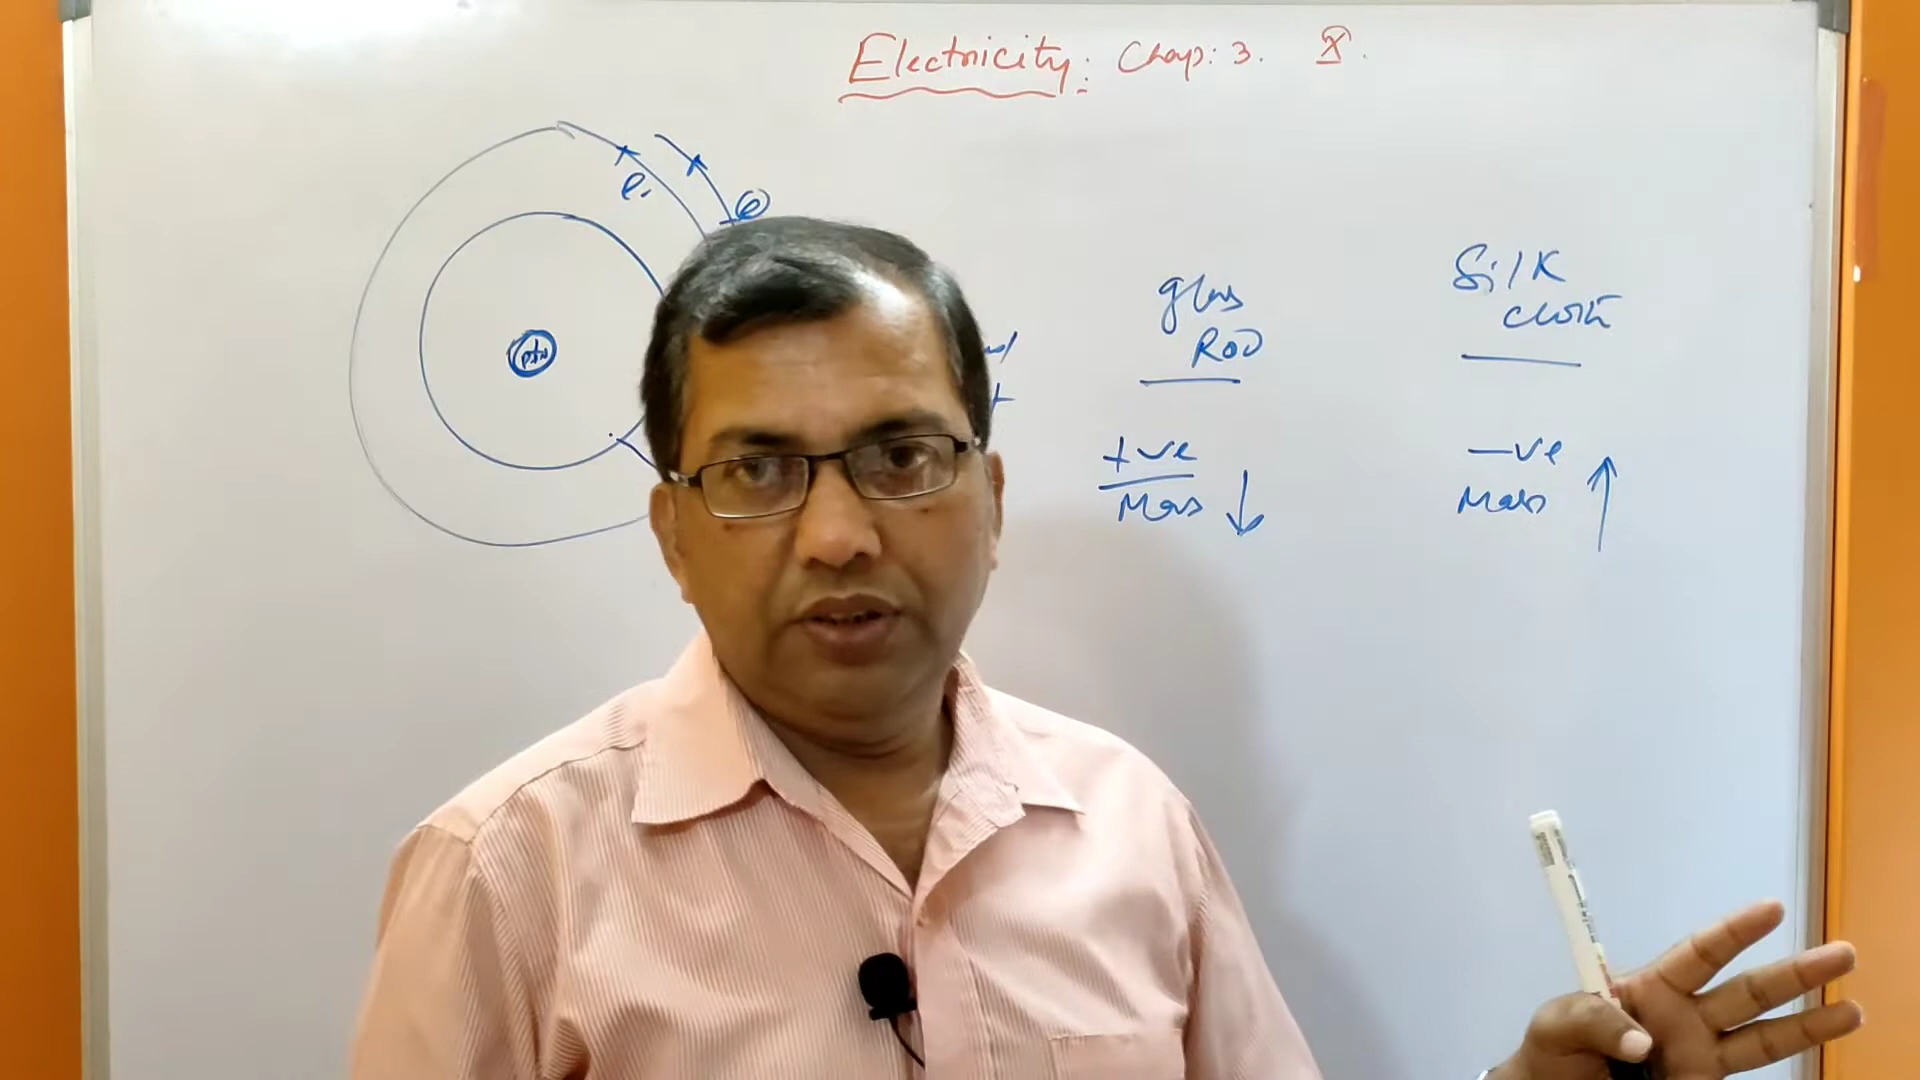 Electricity: Chap: 3. X.
e
e
p+n
glass
Rod
Silk
cloth
+ve
Mass ↓
-ve
Mass ↑